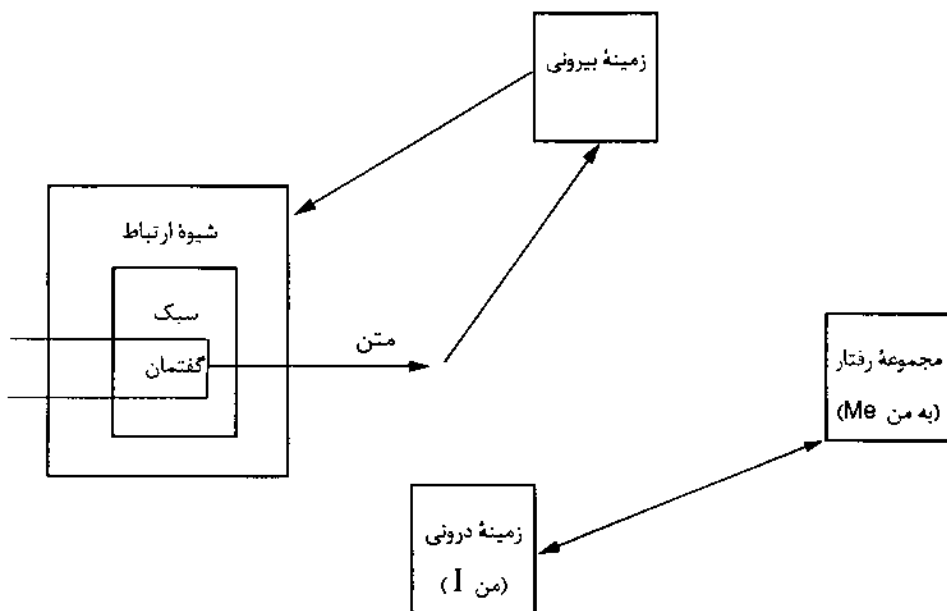 زمینهٔ بیرونی
شیوهٔ ارتباط
سبک
گفتمان
متن
مجموعهٔ رفتار
(به من Me)
زمینهٔ درونی
(من I)